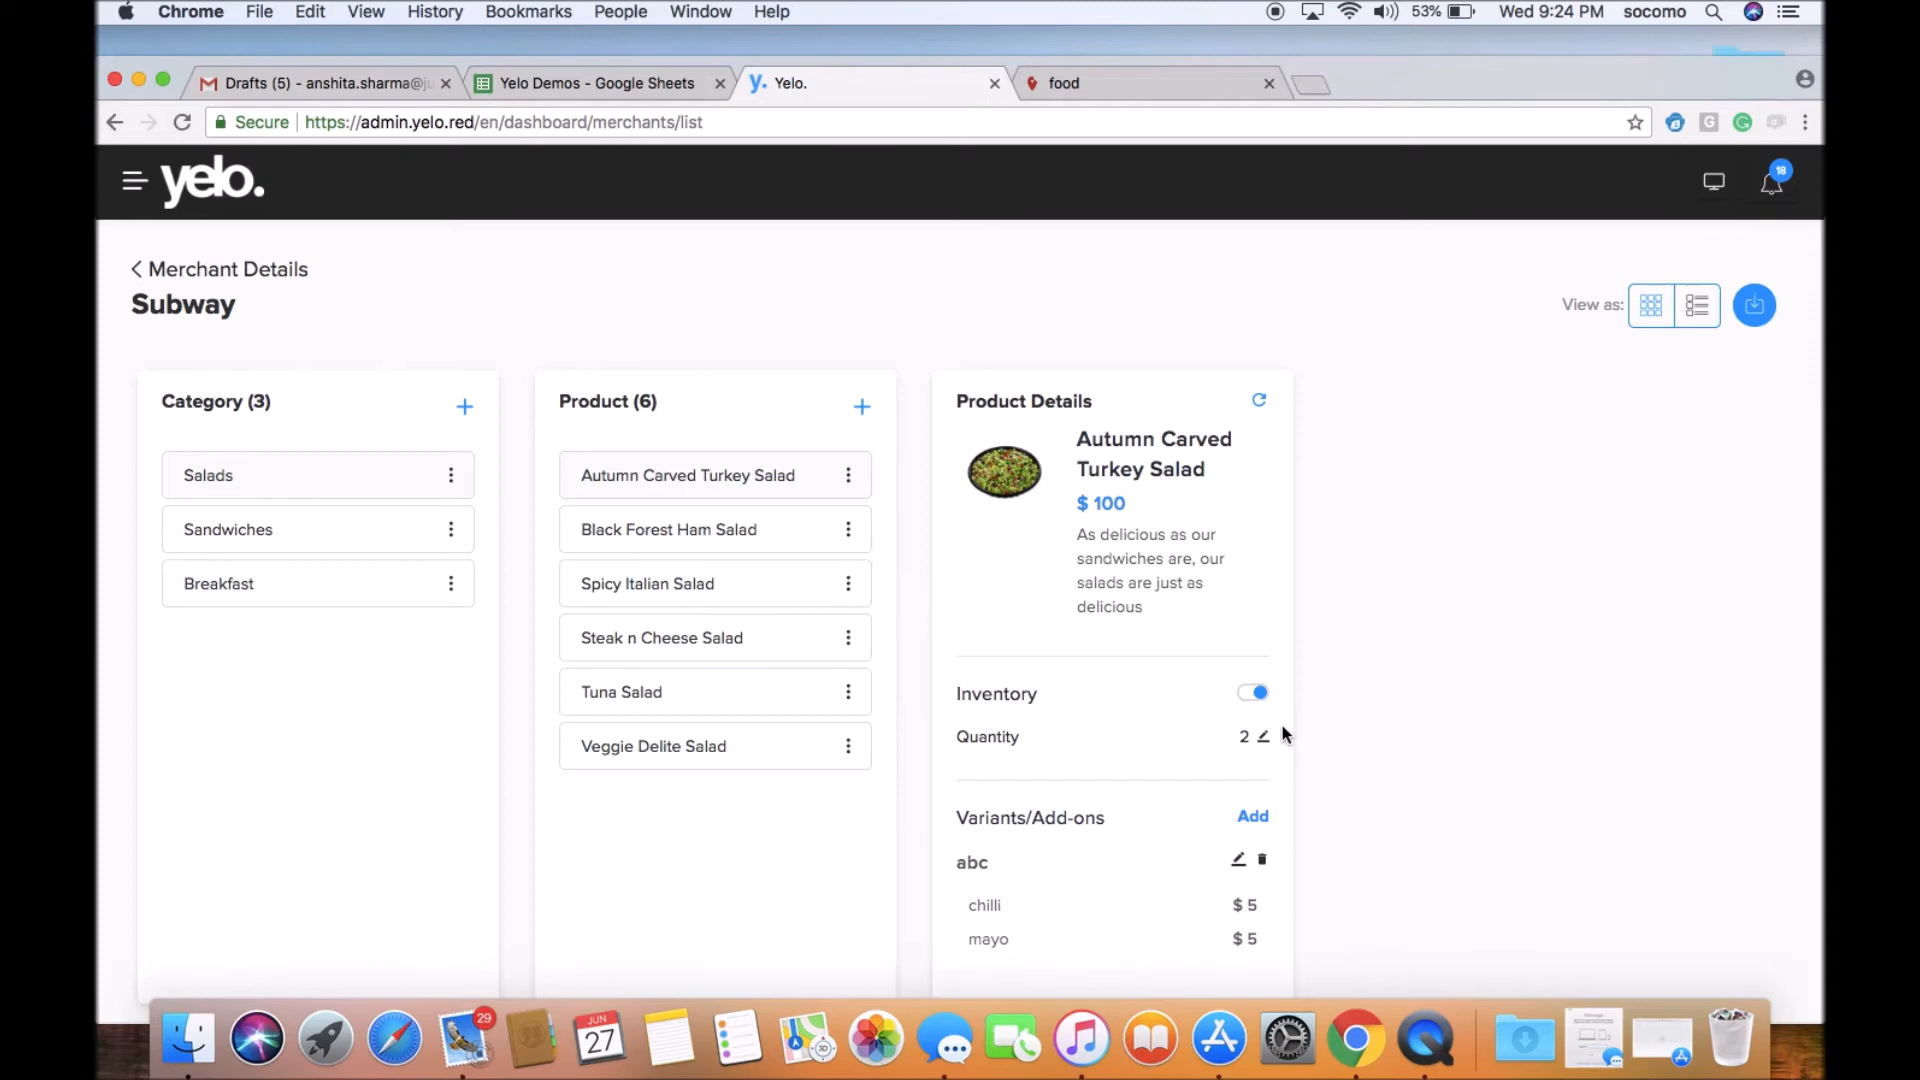 Chrome File Edit View History Bookmarks People Window Help 53% Wed 9:24 PM socomo
Drafts (5) - anshita.sharma@ju Yelo Demos - Google Sheets y. Yelo. food
Secure https://admin.yelo.red/en/dashboard/merchants/list G
yelo. 18
Merchant Details
Subway
View as:
Category (3)
Salads
Sandwiches
Breakfast
Product (6)
Autumn Carved Turkey Salad
Black Forest Ham Salad
Spicy Italian Salad
Steak n Cheese Salad
Tuna Salad
Veggie Delite Salad
Product Details
Autumn Carved
Turkey Salad
$ 100
As delicious as our
sandwiches are, our
salads are just as
delicious
Inventory
Quantity 2
Variants/Add-ons Add
abc
chilli $ 5
mayo $ 5
29
JUN
27